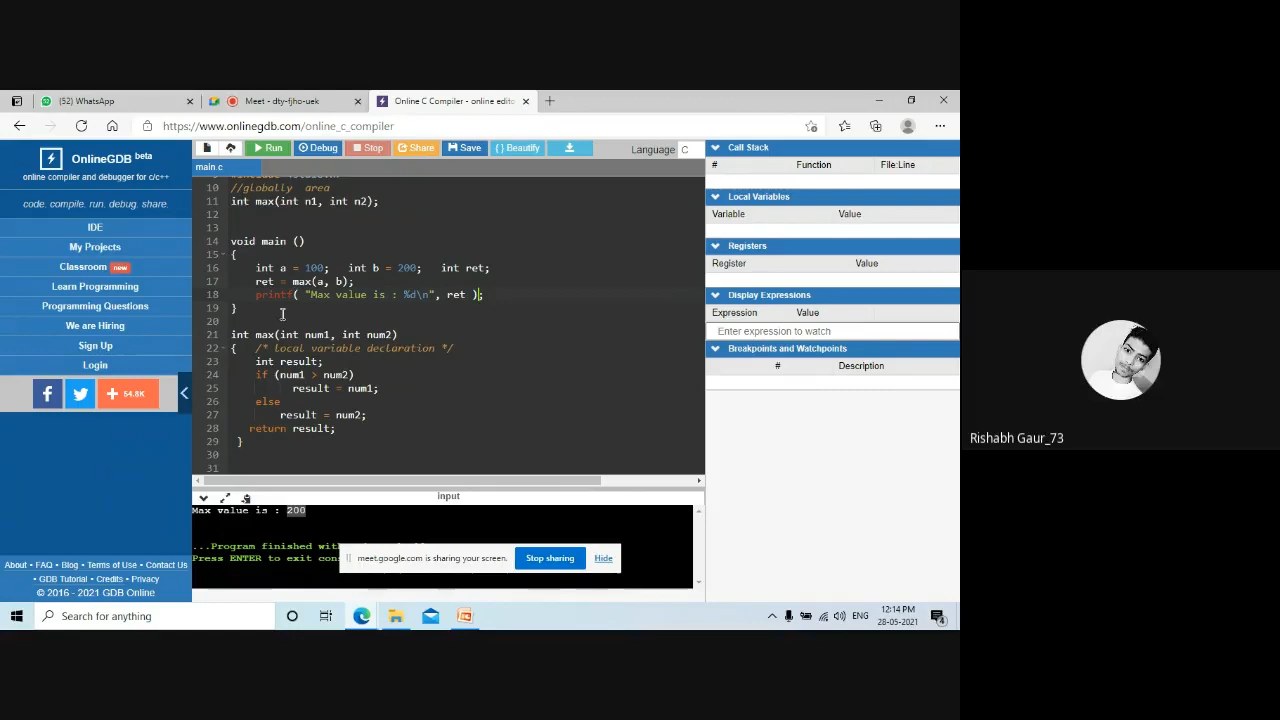 (52) WhatsApp
Meet - dty-fjho-uek
Online C Compiler - online edito
https://www.onlinegdb.com/online_c_compiler
OnlineGDB beta
online compiler and debugger for c/c++
code. compile. run. debug. share.
IDE
My Projects
Classroom new
Learn Programming
Programming Questions
We are Hiring
Sign Up
Login
54.8K
About • FAQ • Blog • Terms of Use • Contact Us
• GDB Tutorial • Credits • Privacy
© 2016 - 2021 GDB Online
Run Debug Stop Share Save { } Beautify
Language: C
main.c
10 //globally area
11 int max(int n1, int n2);
12
13
14 void main ()
15 {
16 int a = 100; int b = 200; int ret;
17 ret = max(a, b);
18 printf( "Max value is : %d\n", ret );
19 }
20
21 int max(int num1, int num2)
22 { /* local variable declaration */
23 int result;
24 if (num1 > num2)
25 result = num1;
26 else
27 result = num2;
28 return result;
29 }
30
31
input
Max value is : 200
...Program finished with
Press ENTER to exit con
meet.google.com is sharing your screen. Stop sharing Hide
Call Stack
# Function File:Line
Local Variables
Variable Value
Registers
Register Value
Display Expressions
Expression Value
Enter expression to watch
Breakpoints and Watchpoints
# Description
Search for anything
ENG
12:14 PM
28-05-2021
4
Rishabh Gaur_73